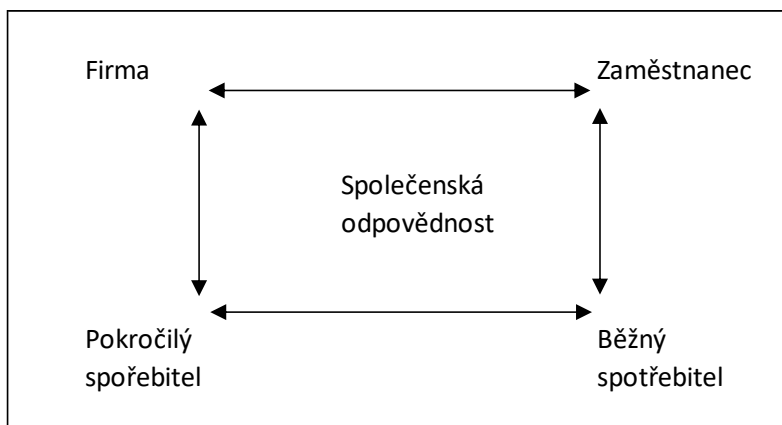 Firma
Zaměstnanec
Společenská
odpovědnost
Pokročilý
spořebitel
Běžný
spotřebitel